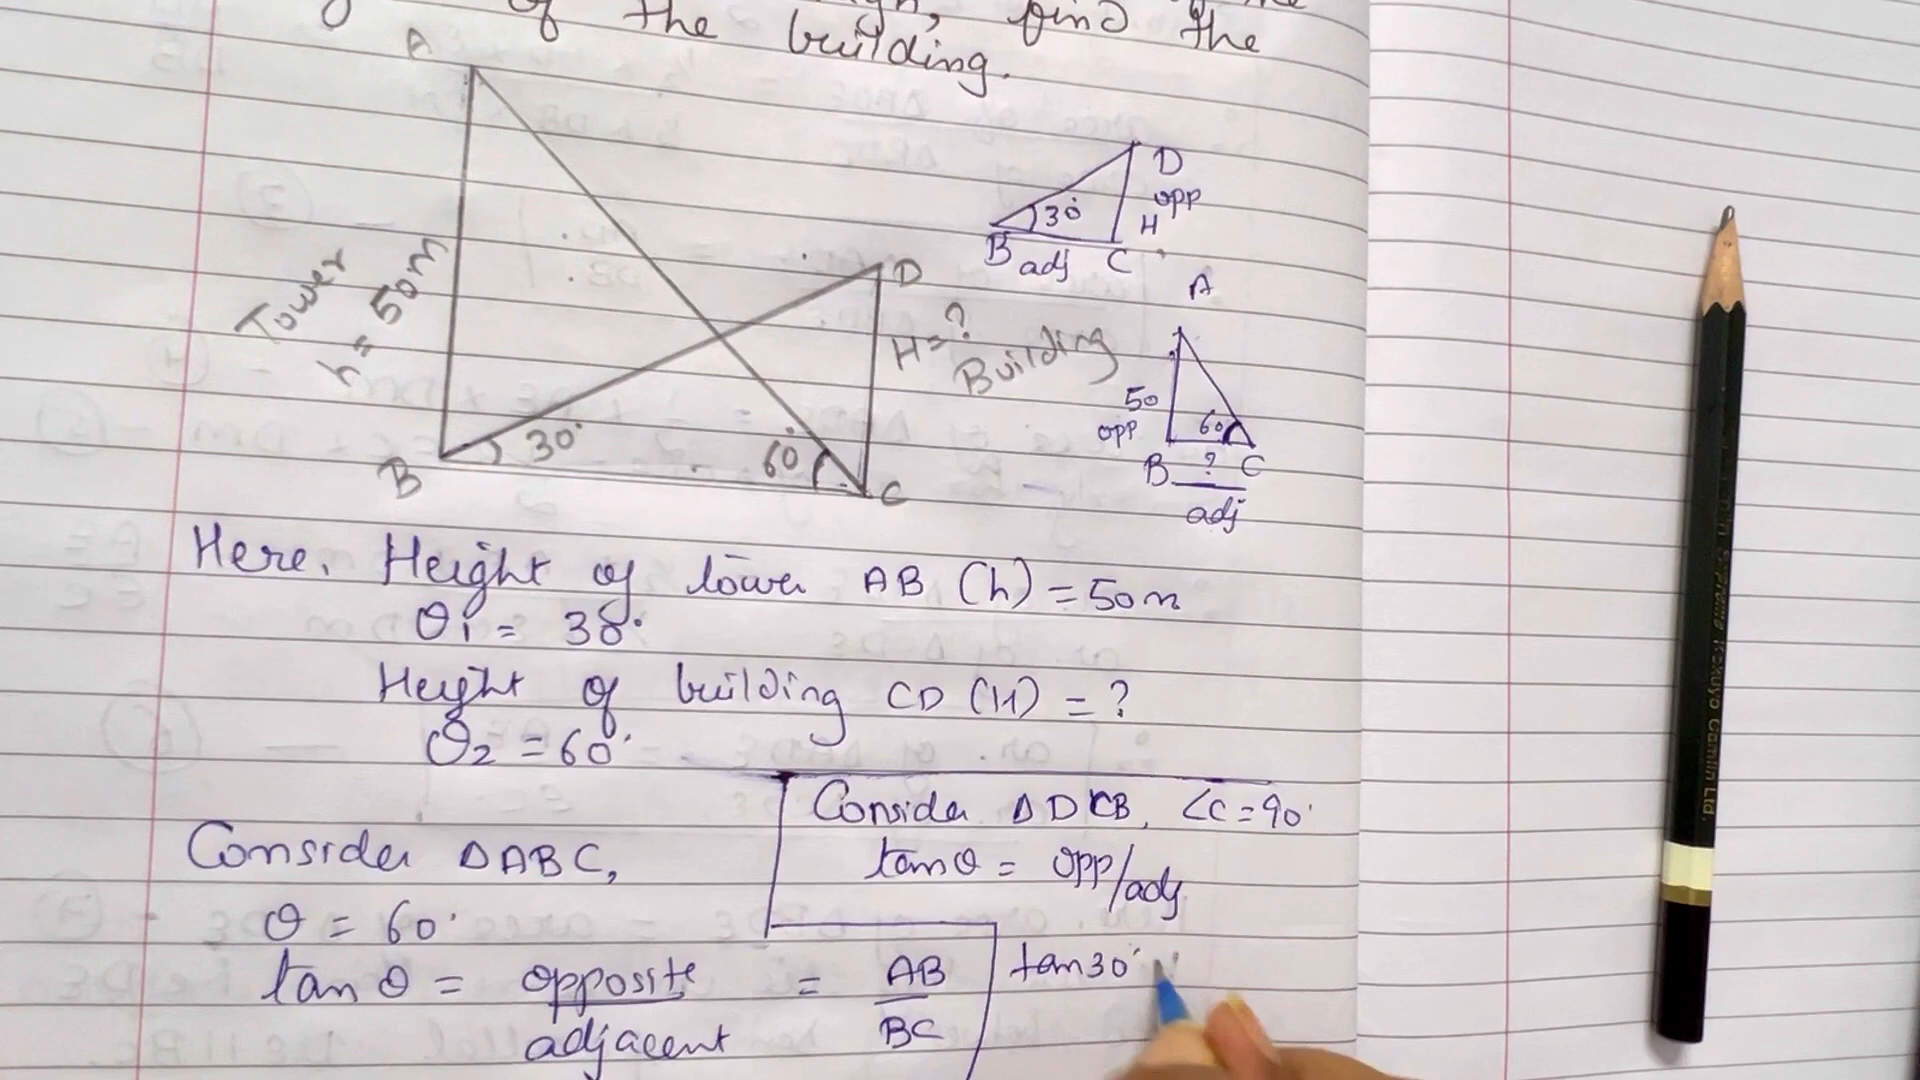 of the find the
building.
A
Tower
h = 50m
B
30°
60°
C
D
H = ?
Building
D
opp
H
30°
B adj C
A
50
opp
60
B ? C
adj
Here, Height of tower AB (h) = 50m
θ1 = 30°
Height of building CD (H) = ?
θ2 = 60°
Consider ΔABC,
θ = 60°
tan θ = opposite = AB
adjacent BC
Consider ΔDCB, ∠C = 90°
tan θ = opp/adj
tan 30°